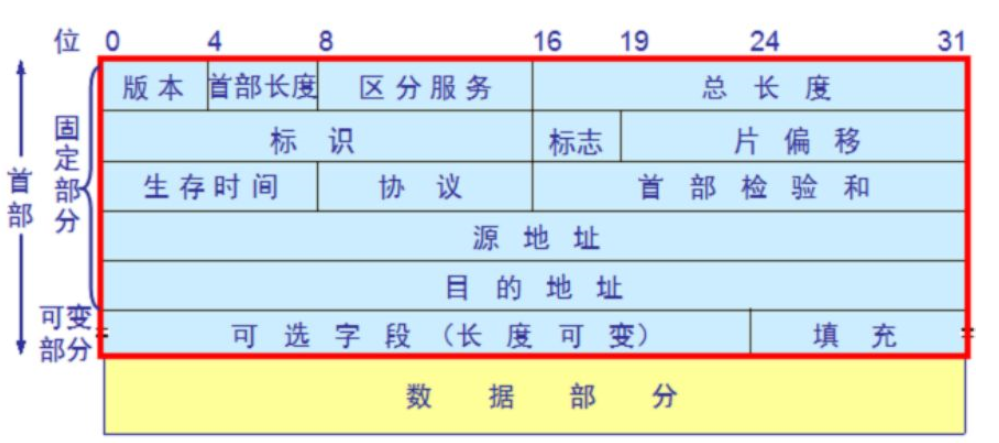 位 0 4 8 16 19 24 31
版本 首部长度 区分服务 总长度
标识 标志 片偏移
生存时间 协议 首部检验和
源地址
目的地址
可选字段（长度可变） 填充
数据部分
首部
固定部分
可变部分